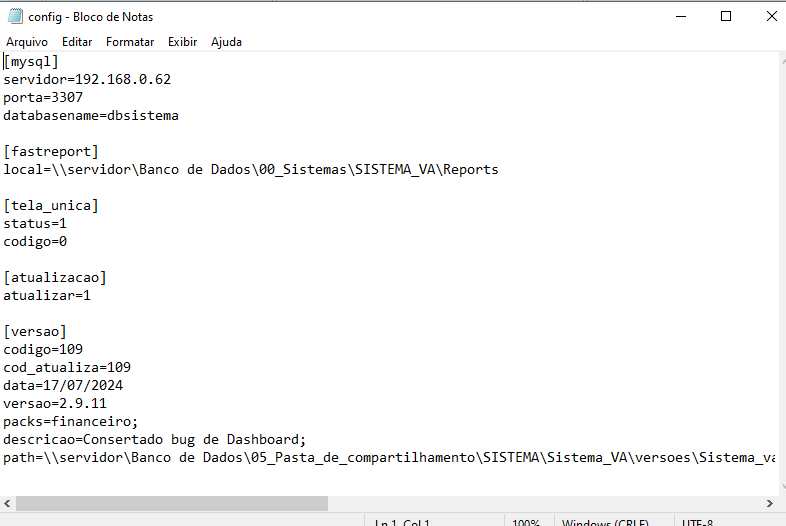 config - Bloco de Notas
Arquivo Editar Formatar Exibir Ajuda
[mysql]
servidor=192.168.0.62
porta=3307
databasename=dbsistema
[fastreport]
local=\\servidor\Banco de Dados\00_Sistemas\SISTEMA_VA\Reports
[tela_unica]
status=1
codigo=0
[atualizacao]
atualizar=1
[versao]
codigo=109
cod_atualiza=109
data=17/07/2024
versao=2.9.11
packs=financeiro;
descricao=Consertado bug de Dashboard;
path=\\servidor\Banco de Dados\05_Pasta_de_compartilhamento\SISTEMA\Sistema_VA\versoes\Sistema_va
Ln 1, Col 1 100% Windows (CRLF) UTF-8